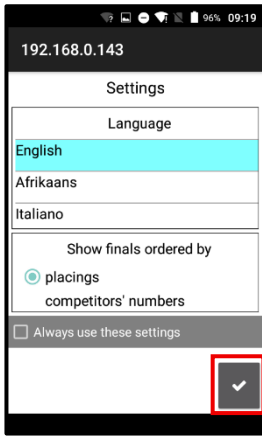 96% 09:19
192.168.0.143
Settings
Language
English
Afrikaans
Italiano
Show finals ordered by
placings
competitors' numbers
Always use these settings